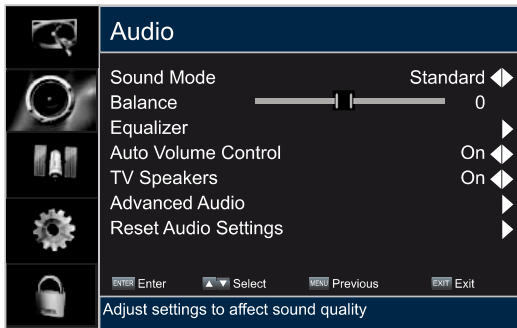 Audio
Sound Mode Standard
Balance 0
Equalizer
Auto Volume Control On
TV Speakers On
Advanced Audio
Reset Audio Settings
ENTER Enter Select MENU Previous EXIT Exit
Adjust settings to affect sound quality